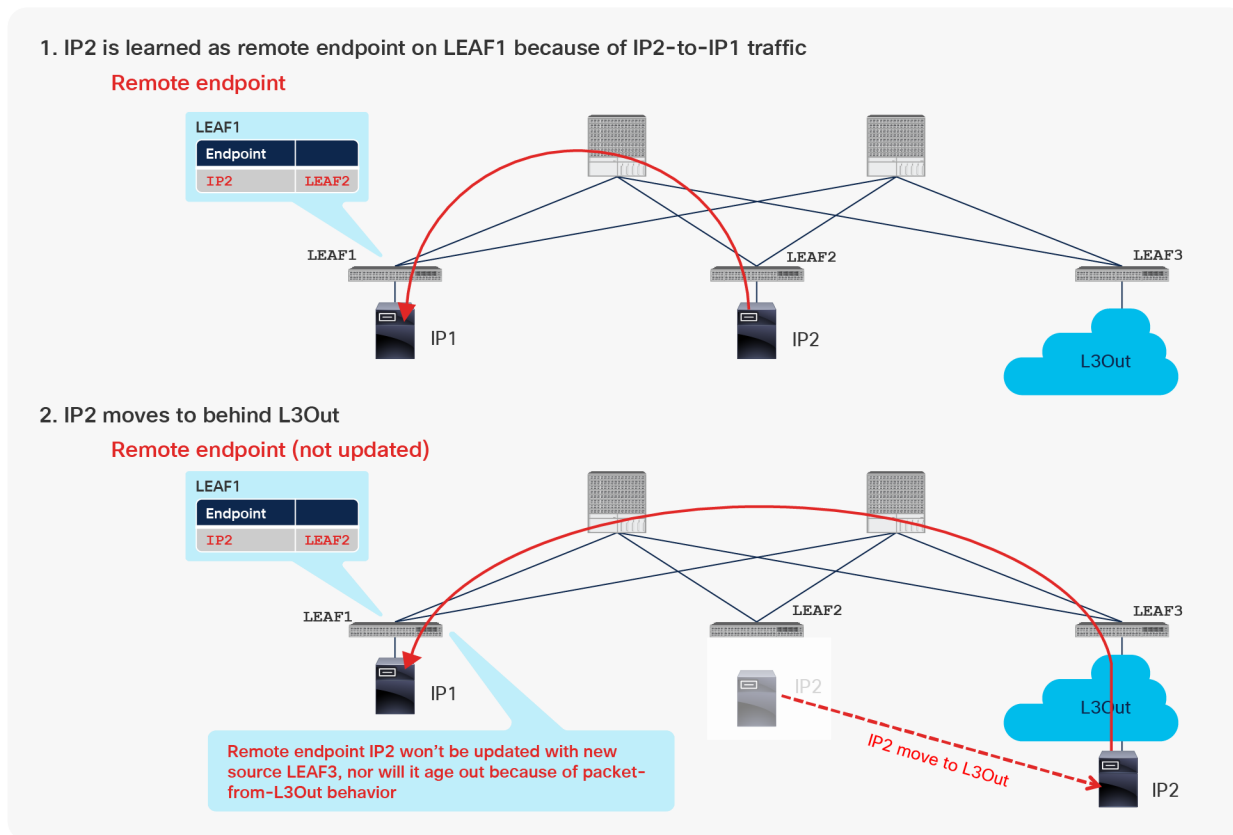 1. IP2 is learned as remote endpoint on LEAF1 because of IP2-to-IP1 traffic
Remote endpoint
LEAF1
Endpoint
IP2 LEAF2
LEAF1
LEAF2
LEAF3
IP1
IP2
L3Out
2. IP2 moves to behind L3Out
Remote endpoint (not updated)
LEAF1
Endpoint
IP2 LEAF2
LEAF1
LEAF2
LEAF3
IP1
IP2
L3Out
IP2 move to L3Out
Remote endpoint IP2 won't be updated with new
source LEAF3, nor will it age out because of packet-
from-L3Out behavior
IP2